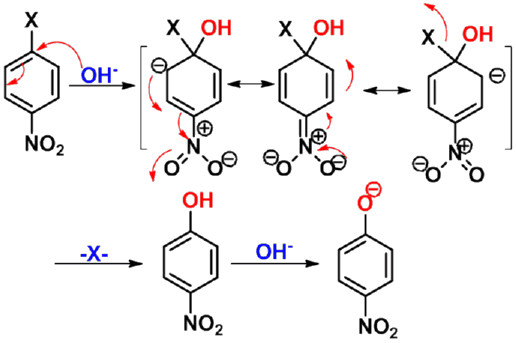 X
OH⁻
NO₂
X OH
⊖
N⊕
O O⊖
X OH
N⊕
⊖O O⊖
X OH
⊖
N⊕
⊖O O
-X-
OH
NO₂
OH⁻
O⊖
NO₂